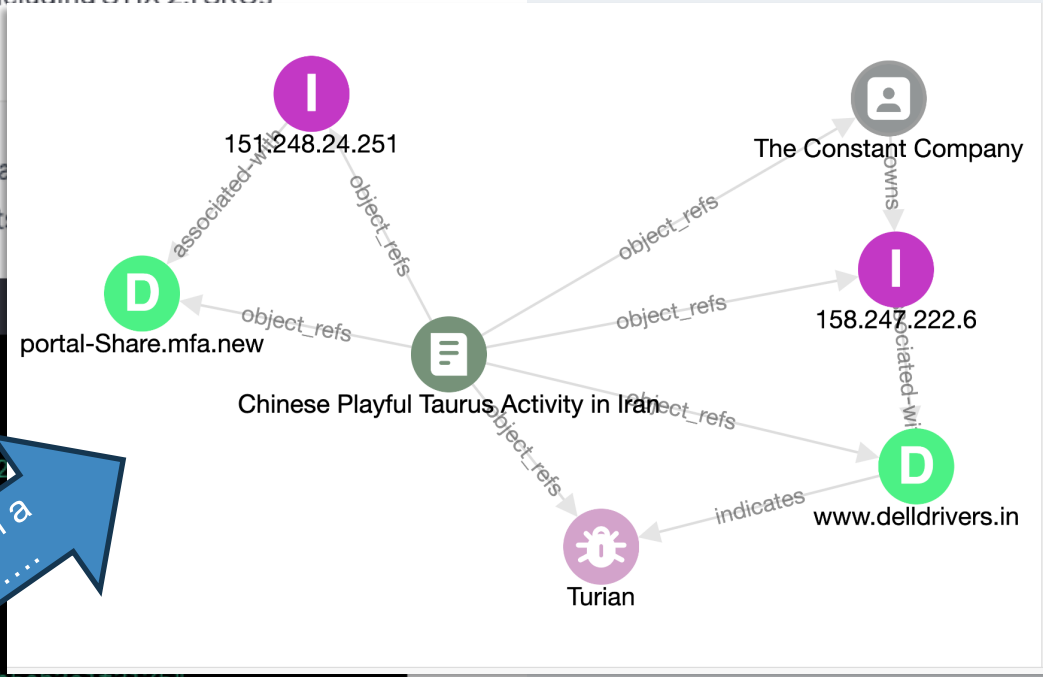 I
151.248.24.251
The Constant Company
associated-with
object_refs
object_refs
owns
I
158.247.222.6
D
portal-Share.mfa.new
object_refs
object_refs
Chinese Playful Taurus Activity in Iran
object_refs
object_refs
D
www.delldrivers.in
indicates
Turian